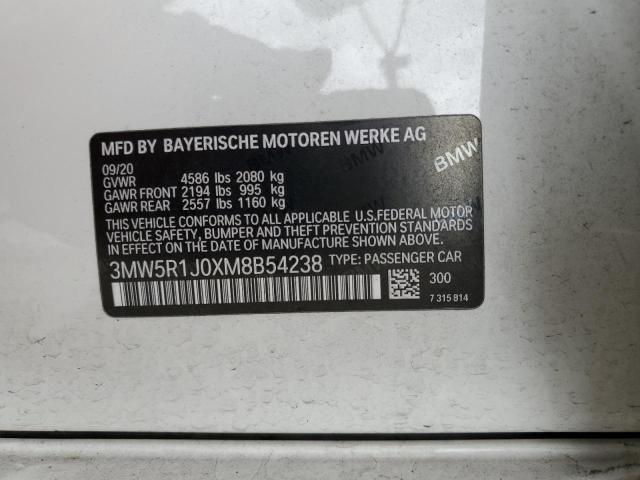 MFD BY BAYERISCHE MOTOREN WERKE AG
09/20
GVWR 4586 lbs 2080 kg
GAWR FRONT 2194 lbs 995 kg
GAWR REAR 2557 lbs 1160 kg
THIS VEHICLE CONFORMS TO ALL APPLICABLE U.S.FEDERAL MOTOR
VEHICLE SAFETY, BUMPER AND THEFT PREVENTION STANDARDS
IN EFFECT ON THE DATE OF MANUFACTURE SHOWN ABOVE.
3MW5R1J0XM8B54238 TYPE: PASSENGER CAR
300
7 315 814
BMW
BMW